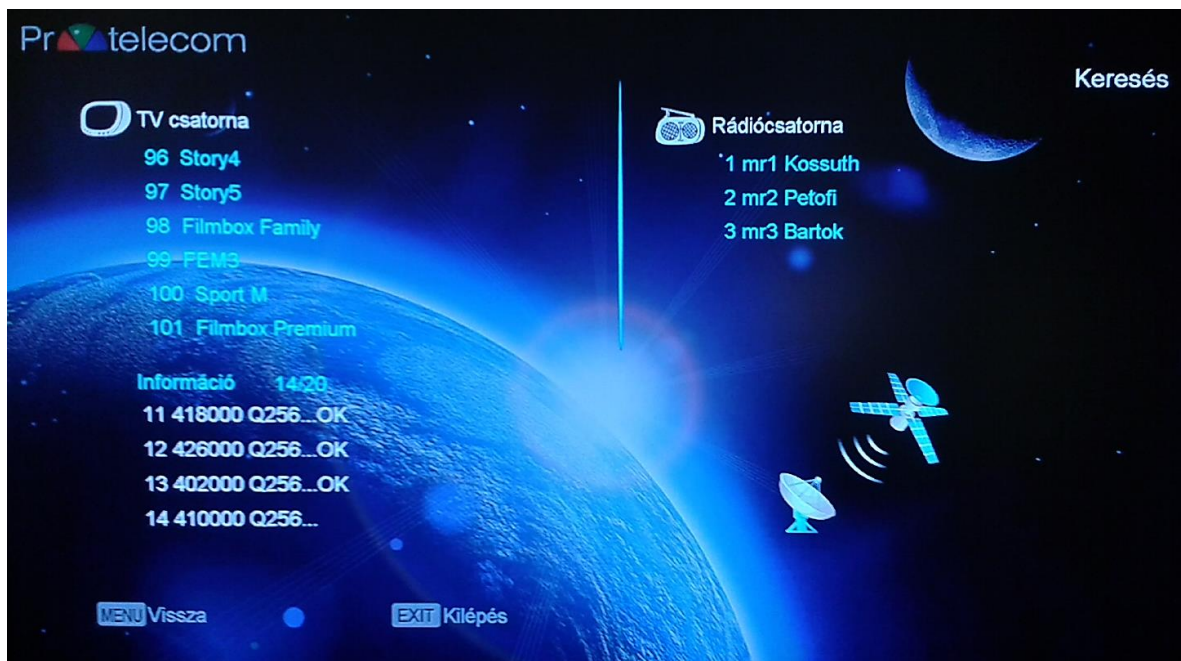 Pr telecom
Keresés
TV csatorna
96 Story4
97 Story5
98 Filmbox Family
99 FEM3
100 Sport M
101 Filmbox Premium
Rádiócsatorna
1 mr1 Kossuth
2 mr2 Petofi
3 mr3 Bartok
Információ 14/20
11 418000 Q256...OK
12 426000 Q256...OK
13 402000 Q256...OK
14 410000 Q256...
MENU Vissza
EXIT Kilépés